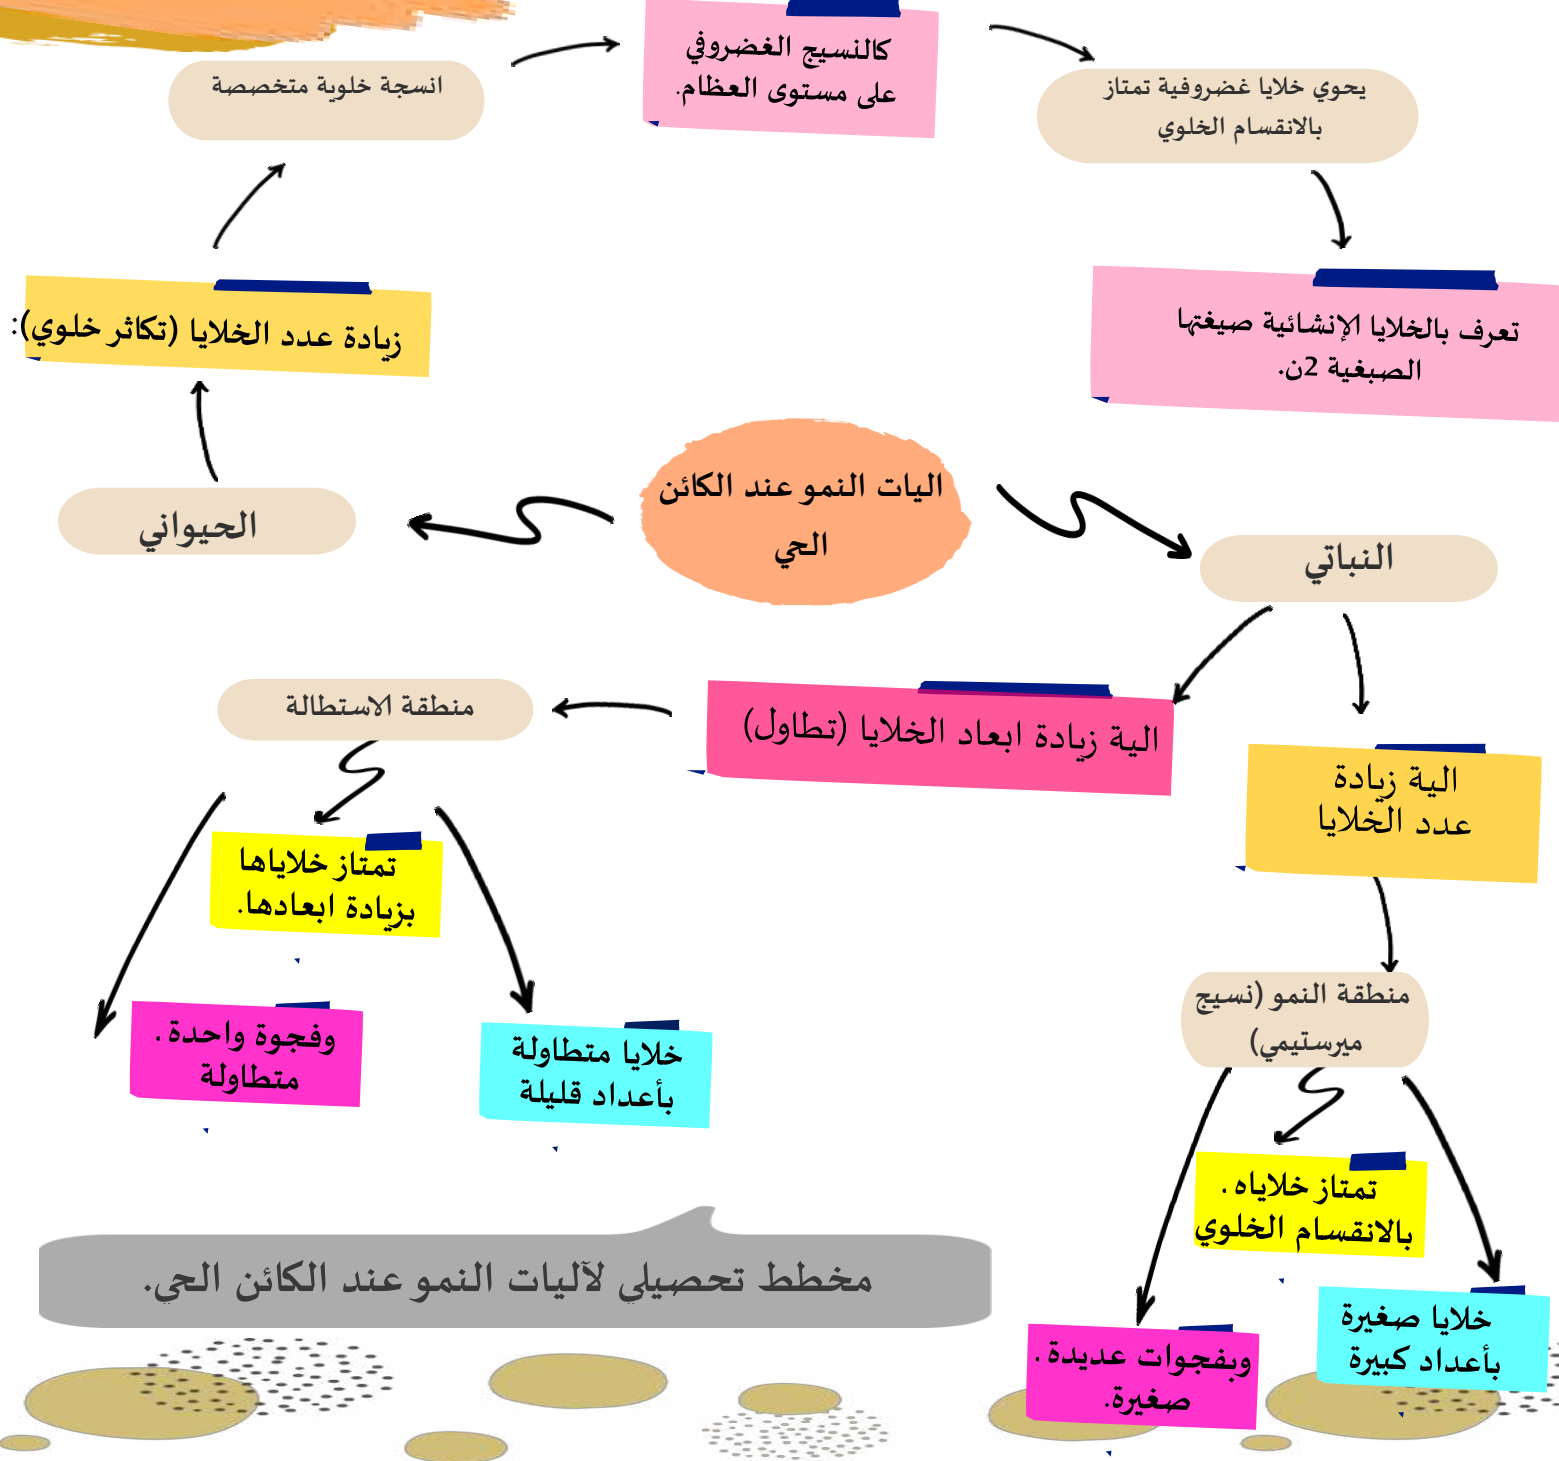 انسجة خلوية متخصصة
كالنسيج الغضروفي
على مستوى العظام.
يحوي خلايا غضروفية تمتاز
بالانقسام الخلوي
زيادة عدد الخلايا (تكاثر خلوي):
تعرف بالخلايا الإنشائية صيغتها
الصبغية 2ن.
اليات النمو عند الكائن
الحي
الحيواني
النباتي
منطقة الاستطالة
الية زيادة ابعاد الخلايا (تطاول)
الية زيادة
عدد الخلايا
تمتاز خلاياها
بزيادة ابعادها.
وفجوة واحدة .
متطاولة
خلايا متطاولة
بأعداد قليلة
منطقة النمو (نسيج
ميرستيمي)
تمتاز خلاياه .
بالانقسام الخلوي
خلايا صغيرة
بأعداد كبيرة
وبفجوات عديدة .
صغيرة.
مخطط تحصيلي لآليات النمو عند الكائن الحي.